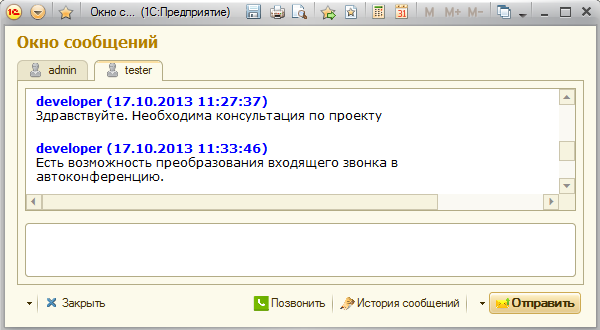 Окно с... (1С:Предприятие)
M M+ M-
31
Окно сообщений
admin tester
developer (17.10.2013 11:27:37)
Здравствуйте. Необходима консультация по проекту
developer (17.10.2013 11:33:46)
Есть возможность преобразования входящего звонка в
автоконференцию.
Закрыть Позвонить История сообщений Отправить